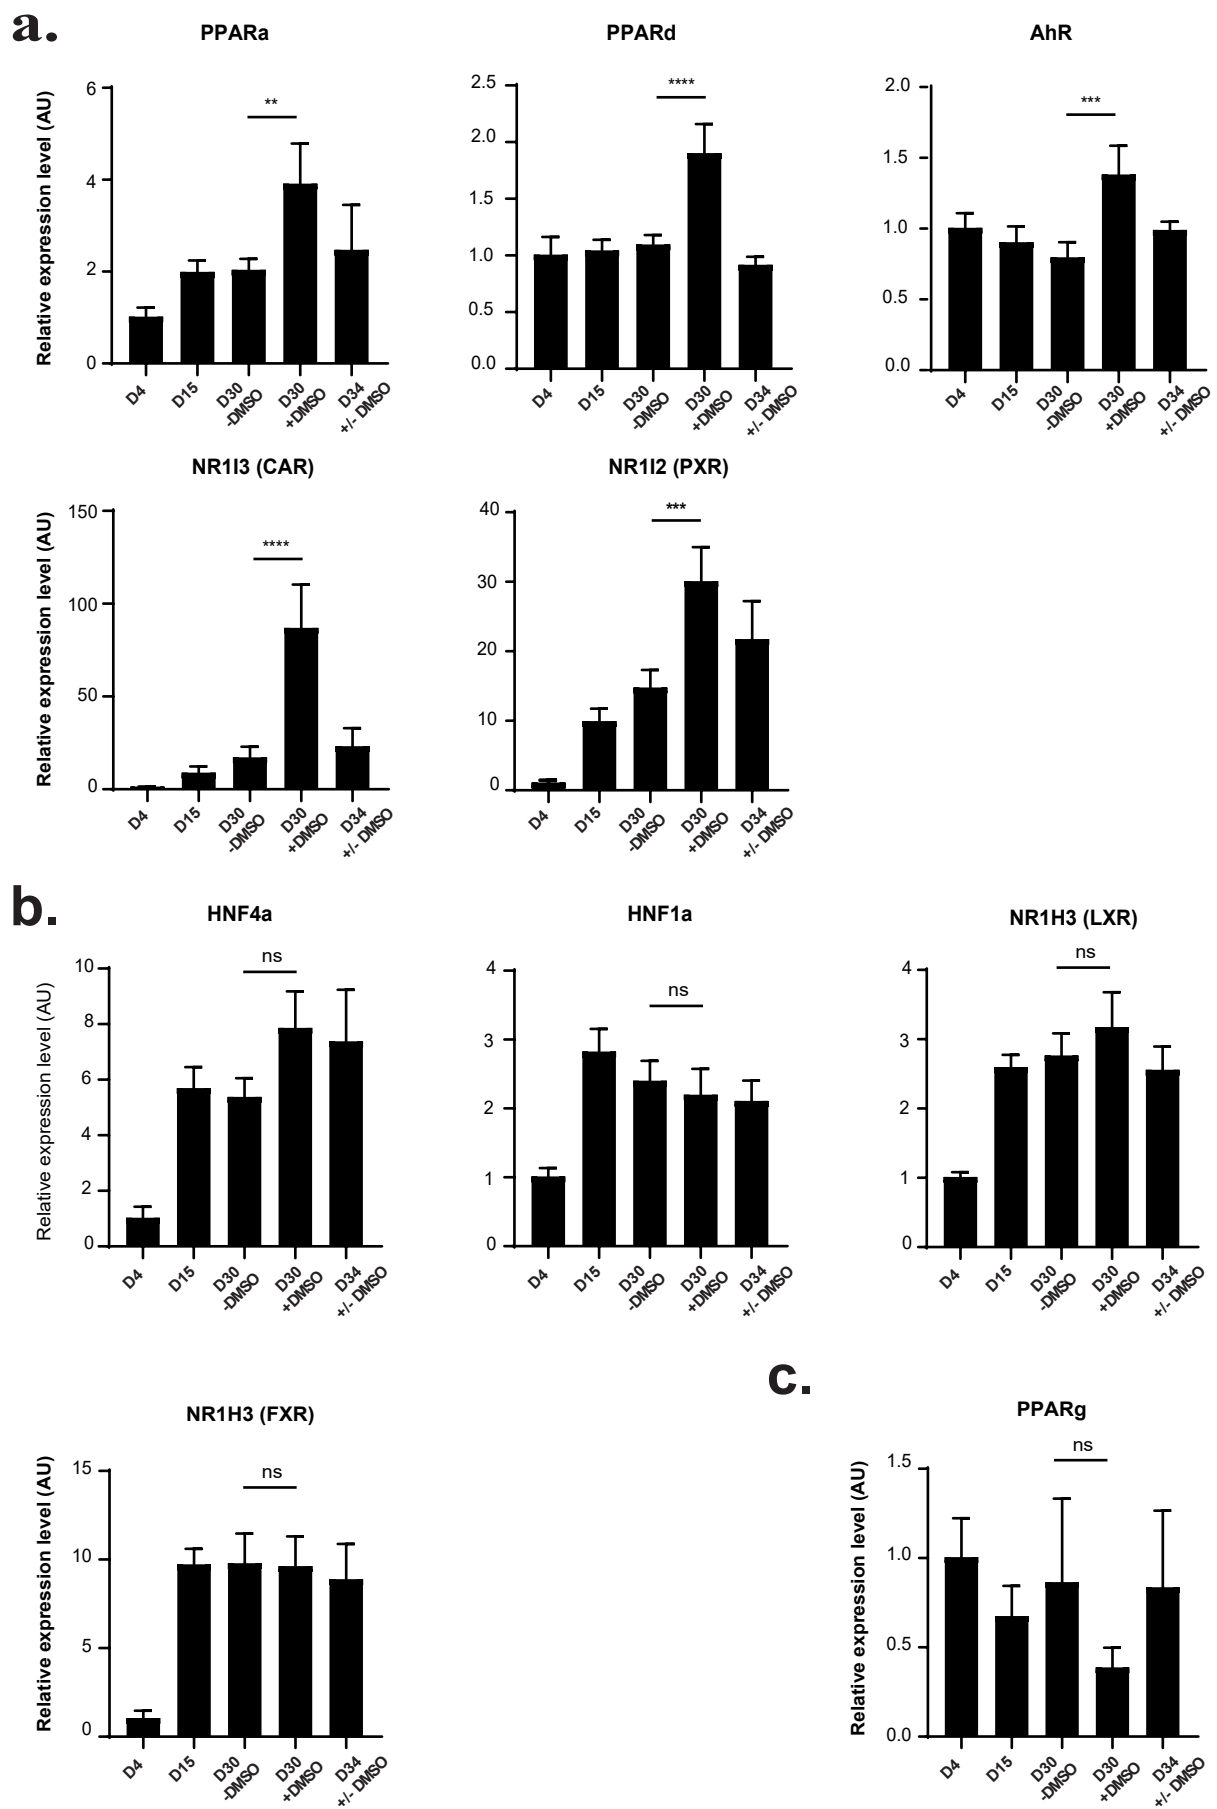 a.
PPARa
Relative expression level (AU)
**
6
4
2
0
D4
D15
D30
-DMSO
D30
+DMSO
D34
+/- DMSO
PPARd
****
2.5
2.0
1.5
1.0
0.5
0.0
D4
D15
D30
-DMSO
D30
+DMSO
D34
+/- DMSO
AhR
***
2.0
1.5
1.0
0.5
0.0
D4
D15
D30
-DMSO
D30
+DMSO
D34
+/- DMSO
NR1I3 (CAR)
Relative expression level (AU)
****
150
100
50
0
D4
D15
D30
-DMSO
D30
+DMSO
D34
+/- DMSO
NR1I2 (PXR)
***
40
30
20
10
0
D4
D15
D30
-DMSO
D30
+DMSO
D34
+/- DMSO
b.
HNF4a
Relative expression level (AU)
ns
10
8
6
4
2
0
D4
D15
D30
-DMSO
D30
+DMSO
D34
+/- DMSO
HNF1a
ns
4
3
2
1
0
D4
D15
D30
-DMSO
D30
+DMSO
D34
+/- DMSO
NR1H3 (LXR)
ns
4
3
2
1
0
D4
D15
D30
-DMSO
D30
+DMSO
D34
+/- DMSO
NR1H3 (FXR)
Relative expression level (AU)
ns
15
10
5
0
D4
D15
D30
-DMSO
D30
+DMSO
D34
+/- DMSO
c.
PPARg
Relative expression level (AU)
ns
1.5
1.0
0.5
0.0
D4
D15
D30
-DMSO
D30
+DMSO
D34
+/- DMSO